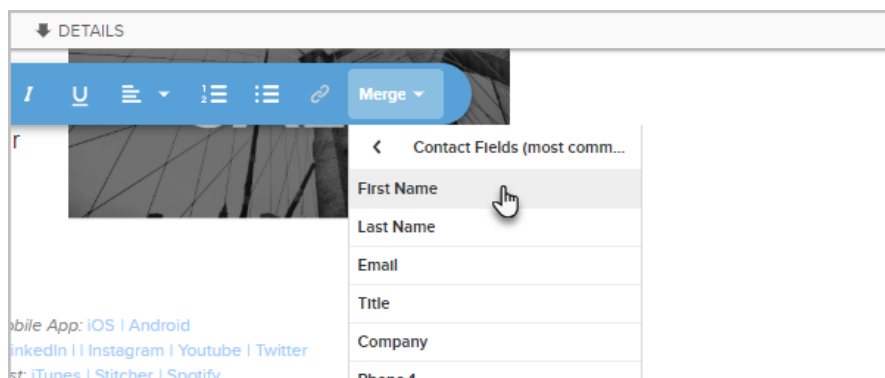 DETAILS
I U Merge
r
Contact Fields (most comm...
First Name
Last Name
Email
Title
Company
obile App: iOS | Android
inkedIn | | Instagram | Youtube | Twitter
st: iTunes | Stitcher | Spotify